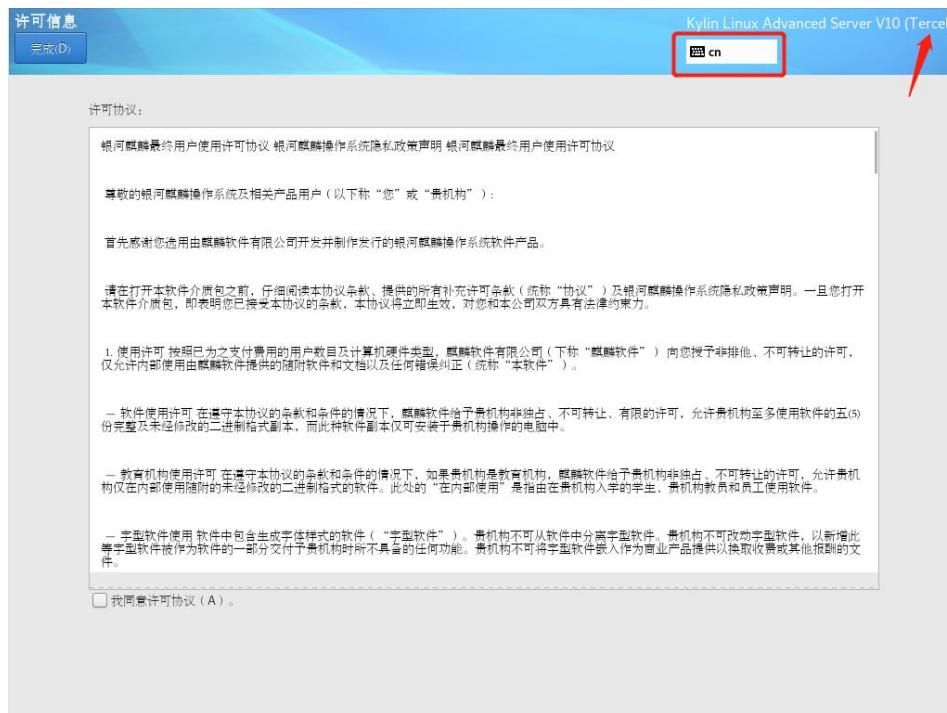 许可信息
Kylin Linux Advanced Server V10 (Tercel
完成(D)
cn
许可协议：
银河麒麟最终用户使用许可协议 银河麒麟操作系统隐私政策声明 银河麒麟最终用户使用许可协议
尊敬的银河麒麟操作系统及相关产品用户（以下称“您”或“贵机构”）：
首先感谢您选用由麒麟软件有限公司开发并制作发行的银河麒麟操作系统软件产品。
请在打开本软件介质包之前，仔细阅读本协议条款、提供的所有补充许可条款（统称“协议”）及银河麒麟操作系统隐私政策声明。一旦您打开
本软件介质包，即表明您已接受本协议的条款，本协议将立即生效，对您和本公司双方具有法律约束力。
1. 使用许可 按照已为之支付费用的用户数目及计算机硬件类型，麒麟软件有限公司（下称“麒麟软件”） 向您授予非排他、不可转让的许可，
仅允许内部使用由麒麟软件提供的随附软件和文档以及任何错误纠正（统称“本软件”）。
— 软件使用许可 在遵守本协议的条款和条件的情况下，麒麟软件给予贵机构非独占、不可转让、有限的许可，允许贵机构至多使用软件的五(5)
份完整及未经修改的二进制格式副本，而此种软件副本仅可安装于贵机构操作的电脑中。
— 教育机构使用许可 在遵守本协议的条款和条件的情况下，如果贵机构是教育机构，麒麟软件给予贵机构非独占、不可转让的许可，允许贵机
构仅在内部使用随附的未经修改的二进制格式的软件。此处的“在内部使用”是指由在贵机构入学的学生、贵机构教员和员工使用软件。
— 字型软件使用 软件中包含生成字体样式的软件（“字型软件”）。贵机构不可从软件中分离字型软件。贵机构不可改动字型软件，以新增此
等字型软件被作为软件的一部分交付予贵机构时所不具备的任何功能。贵机构不可将字型软件嵌入作为商业产品提供以换取收费或其他报酬的文
件。
我同意许可协议（A）。